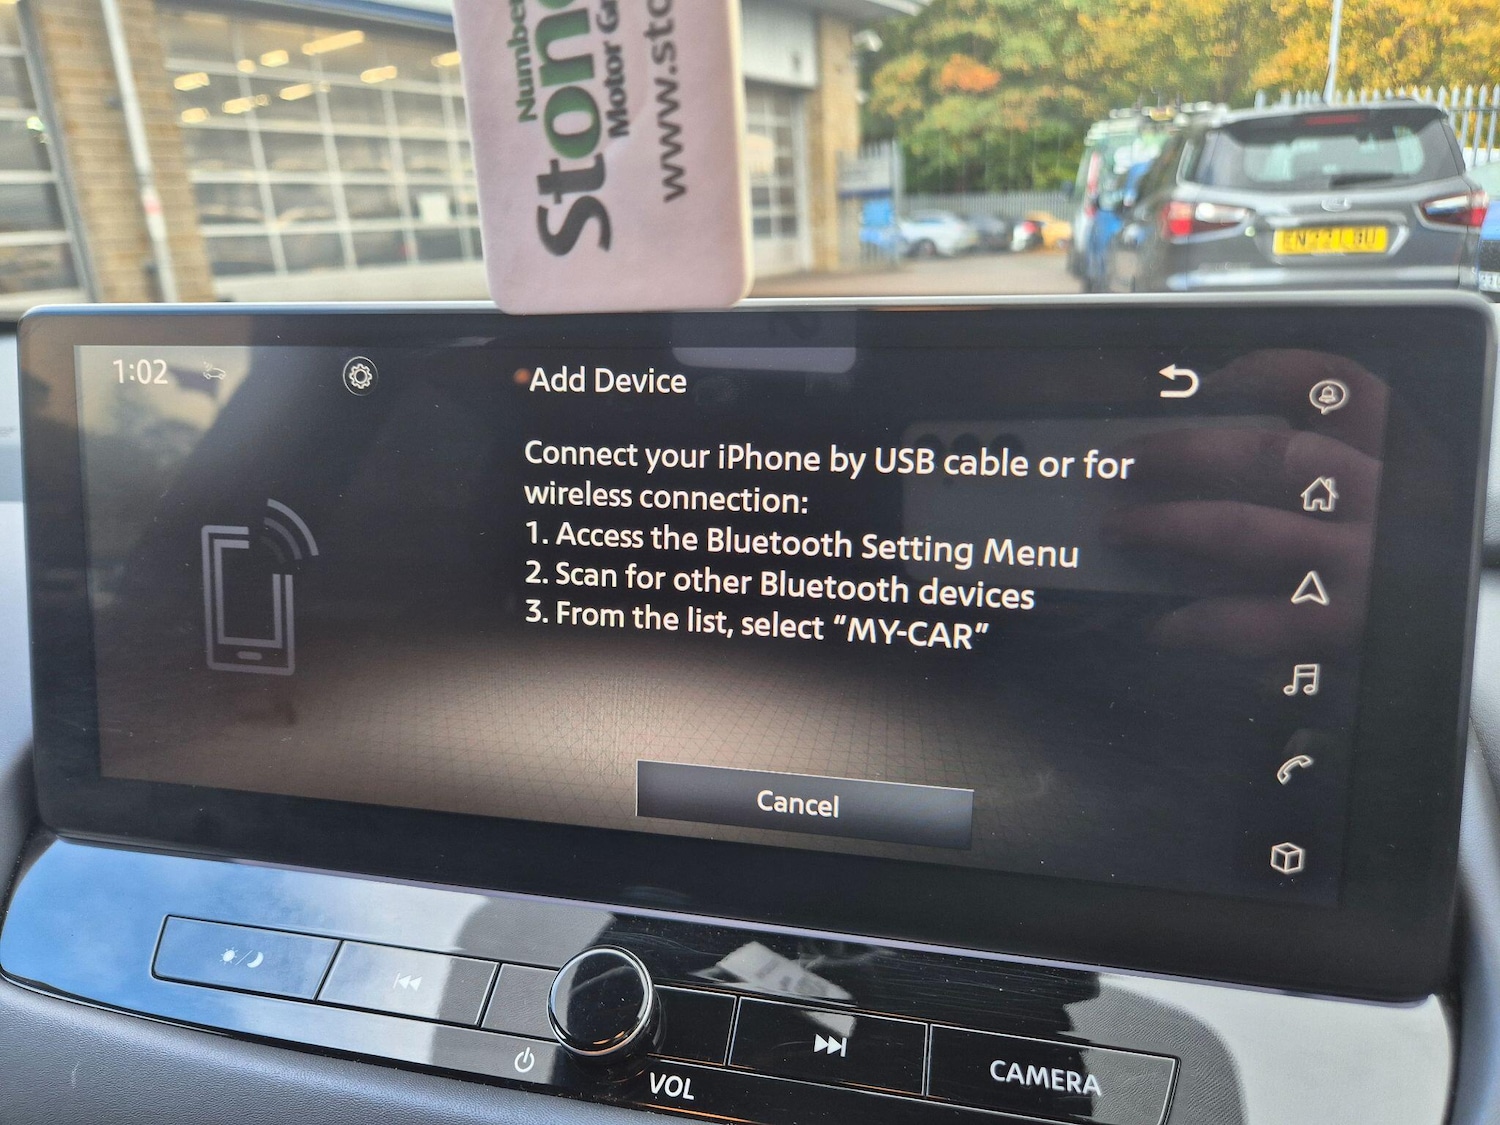 Number
Stone
Motor Gr
www.sto
1:02
Add Device
Connect your iPhone by USB cable or for
wireless connection:
1. Access the Bluetooth Setting Menu
2. Scan for other Bluetooth devices
3. From the list, select “MY-CAR”
Cancel
VOL
CAMERA